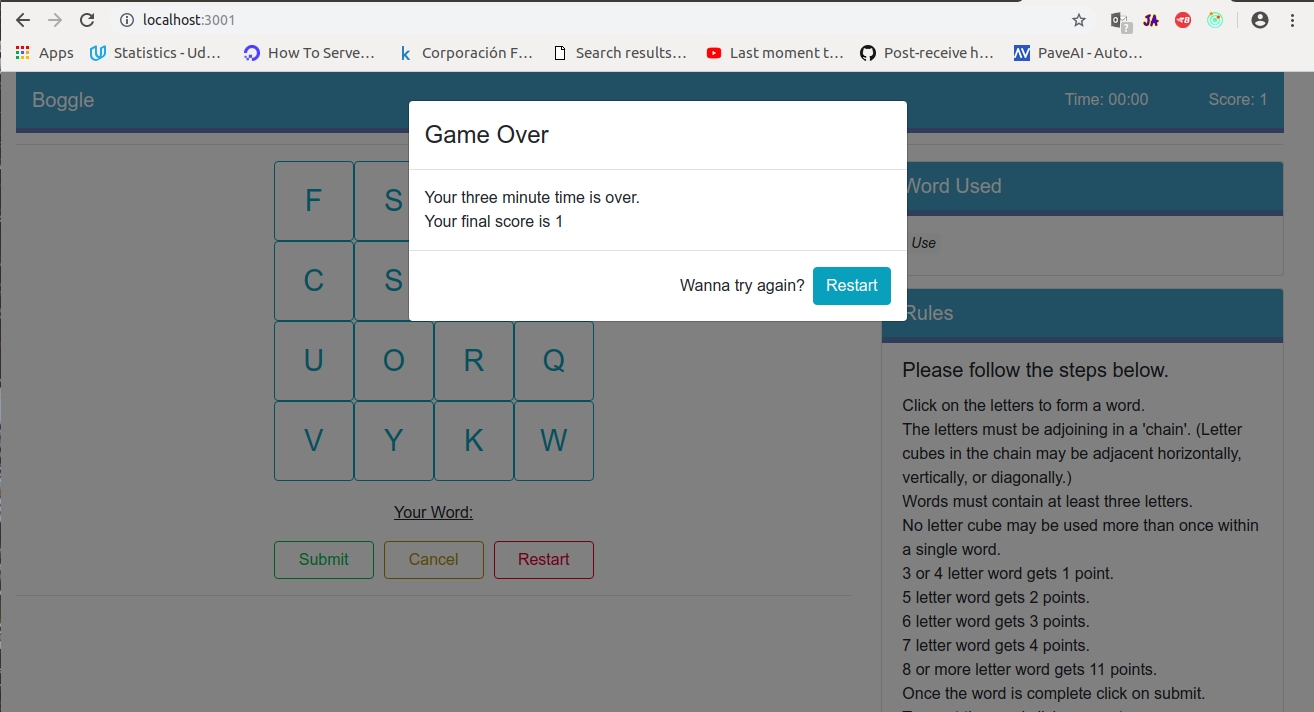 localhost:3001
Apps Statistics - Ud... How To Serve... Corporación F... Search results... Last moment t... Post-receive h... PaveAI - Auto...
Boggle Time: 00:00 Score: 1
Game Over
Your three minute time is over.
Your final score is 1
Wanna try again? Restart
F S
C S
U O R Q
V Y K W
Your Word:
Submit Cancel Restart
Word Used
Use
Rules
Please follow the steps below.
Click on the letters to form a word.
The letters must be adjoining in a 'chain'. (Letter
cubes in the chain may be adjacent horizontally,
vertically, or diagonally.)
Words must contain at least three letters.
No letter cube may be used more than once within
a single word.
3 or 4 letter word gets 1 point.
5 letter word gets 2 points.
6 letter word gets 3 points.
7 letter word gets 4 points.
8 or more letter word gets 11 points.
Once the word is complete click on submit.